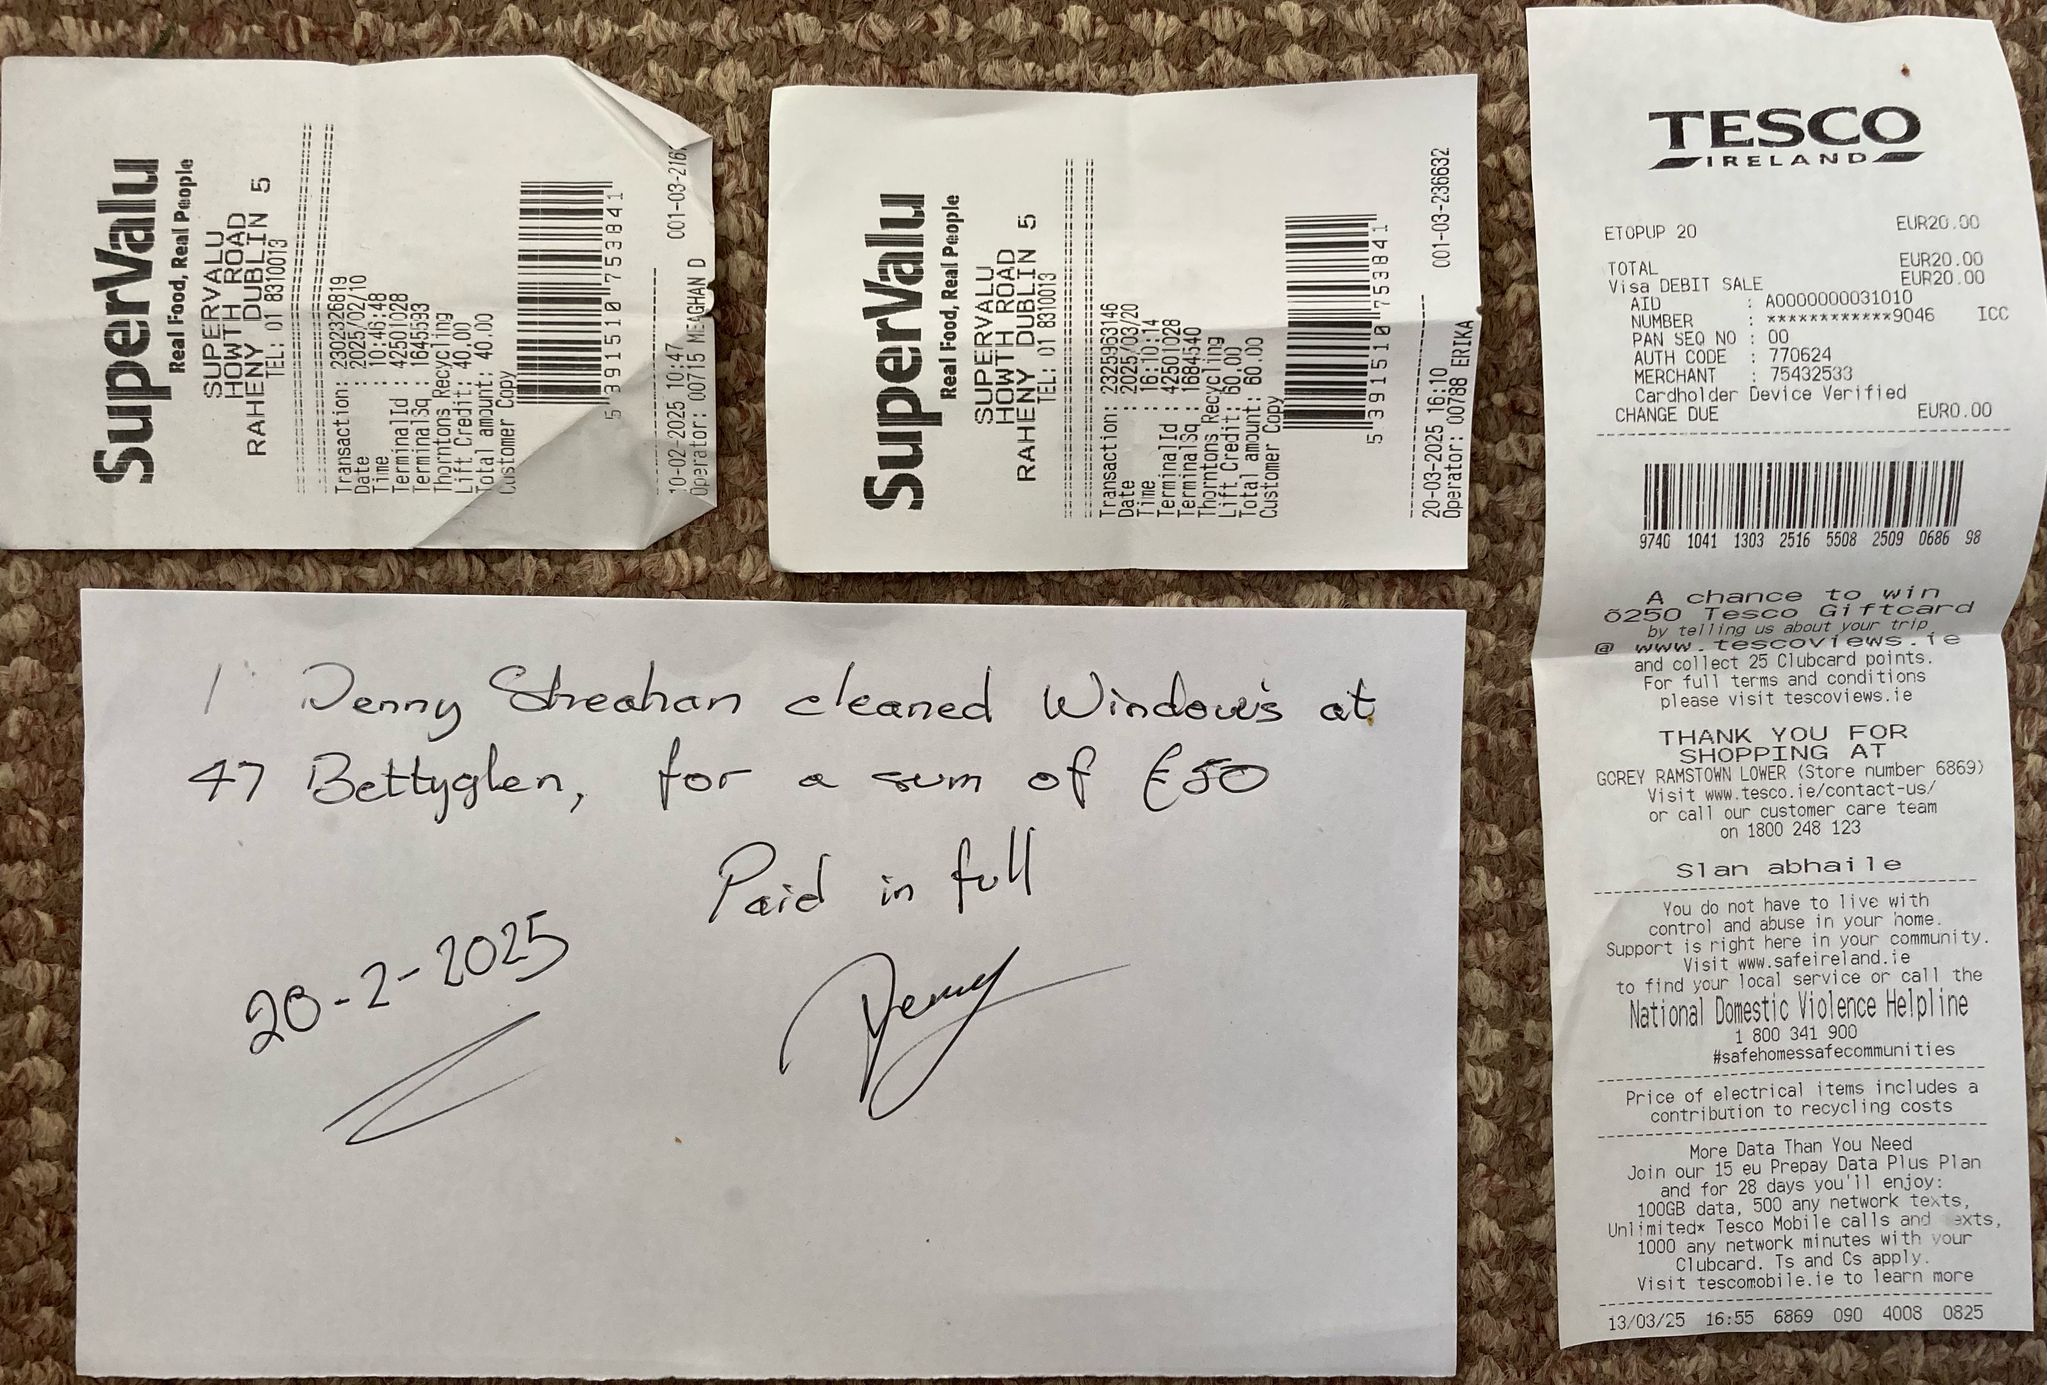 SuperValu
Real Food, Real People
SUPERVALU
HOWTH ROAD
RAHENY DUBLIN 5
TEL: 01 8310013
Transaction: 2302326819
Date : 2025/02/10
Time : 10:46:48
TerminalId : 42501028
TerminalSq : 1645593
Thorntons Recycling
Lift Credit: 40.00
Total amount: 40.00
Customer Copy
5 391510 753841
10-02-2025 10:47 001-03-216
Operator: 00715 MEAGHAN D
SuperValu
Real Food, Real People
SUPERVALU
HOWTH ROAD
RAHENY DUBLIN 5
TEL: 01 8310013
Transaction: 2325963146
Date : 2025/03/20
Time : 16:10:14
TerminalId : 42501028
TerminalSq : 1684540
Thorntons Recycling
Lift Credit: 60.00
Total amount: 60.00
Customer Copy
5 391510 753841
20-03-2025 16:10 001-03-236632
Operator: 00788 ERIKA
TESCO
IRELAND
ETOPUP 20 EUR20.00
TOTAL EUR20.00
Visa DEBIT SALE EUR20.00
AID : A0000000031010
NUMBER : ************9046 ICC
PAN SEQ NO : 00
AUTH CODE : 770624
MERCHANT : 75432533
Cardholder Device Verified
CHANGE DUE EUR0.00
9740 1041 1303 2516 5508 2509 0686 98
A chance to win
õ250 Tesco Giftcard
by telling us about your trip
@ www.tescoviews.ie
and collect 25 Clubcard points.
For full terms and conditions
please visit tescoviews.ie
THANK YOU FOR
SHOPPING AT
GOREY RAMSTOWN LOWER (Store number 6869)
Visit www.tesco.ie/contact-us/
or call our customer care team
on 1800 248 123
Slan abhaile
You do not have to live with
control and abuse in your home.
Support is right here in your community.
Visit www.safeireland.ie
to find your local service or call the
National Domestic Violence Helpline
1 800 341 900
#safehomessafecommunities
Price of electrical items includes a
contribution to recycling costs
More Data Than You Need
Join our 15 eu Prepay Data Plus Plan
and for 28 days you'll enjoy:
100GB data, 500 any network texts,
Unlimited* Tesco Mobile calls and texts,
1000 any network minutes with your
Clubcard. Ts and Cs apply.
Visit tescomobile.ie to learn more
13/03/25 16:55 6869 090 4008 0825
I Denny Streahan cleaned Window's at
47 Bettyglen, for a sum of €50
Paid in full
20-2-2025
Denny